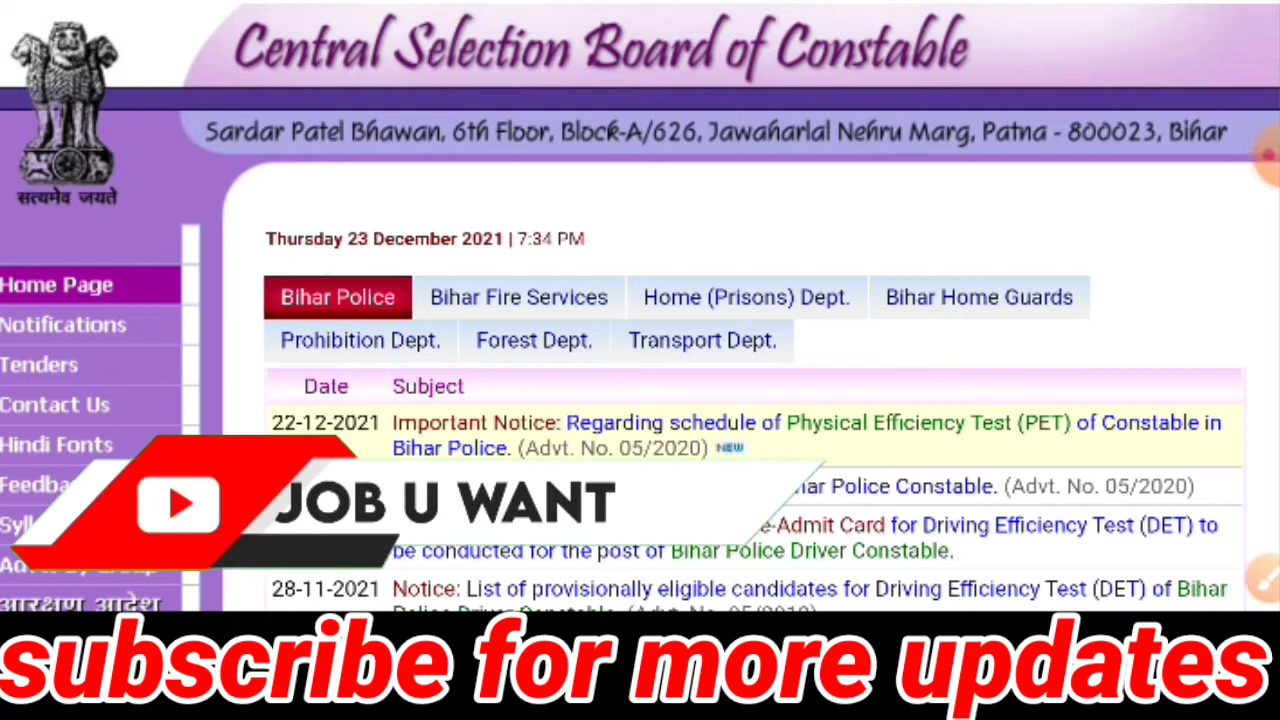 Central Selection Board of Constable
Sardar Patel Bhawan, 6th Floor, Block-A/626, Jawaharlal Nehru Marg, Patna - 800023, Bihar
सत्यमेव जयते
Thursday 23 December 2021 | 7:34 PM
Home Page
Notifications
Tenders
Contact Us
Hindi Fonts
Bihar Police Bihar Fire Services Home (Prisons) Dept. Bihar Home Guards
Prohibition Dept. Forest Dept. Transport Dept.
Date Subject
22-12-2021 Important Notice: Regarding schedule of Physical Efficiency Test (PET) of Constable in
Bihar Police. (Advt. No. 05/2020) NEW
Police Constable. (Advt. No. 05/2020)
JOB U WANT
e-Admit Card for Driving Efficiency Test (DET) to
be conducted for the post of Bihar Police Driver Constable.
28-11-2021 Notice: List of provisionally eligible candidates for Driving Efficiency Test (DET) of Bihar
आरक्षण आदेश
subscribe for more updates